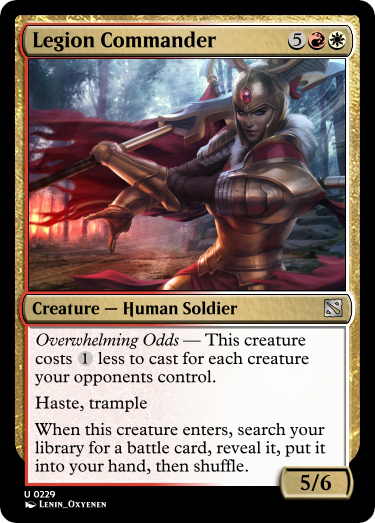 Legion Commander 5
Creature — Human Soldier
Overwhelming Odds — This creature
costs 1 less to cast for each creature
your opponents control.
Haste, trample
When this creature enters, search your
library for a battle card, reveal it, put it
into your hand, then shuffle.
5/6
U 0229
Lenin_Oxyenen